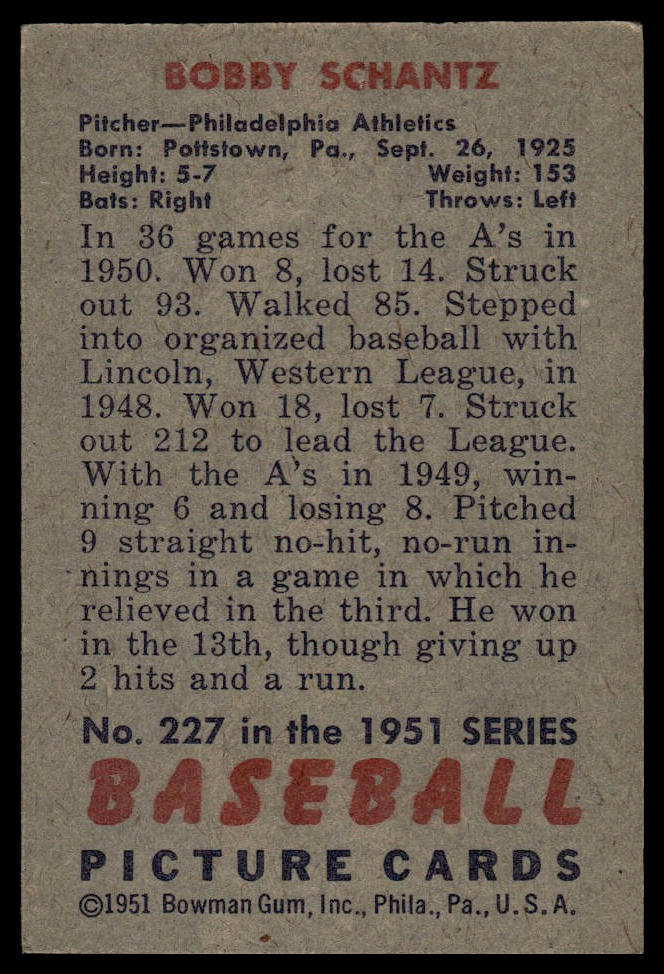 BOBBY SCHANTZ
Pitcher—Philadelphia Athletics
Born: Pottstown, Pa., Sept. 26, 1925
Height: 5-7 Weight: 153
Bats: Right Throws: Left
In 36 games for the A's in
1950. Won 8, lost 14. Struck
out 93. Walked 85. Stepped
into organized baseball with
Lincoln, Western League, in
1948. Won 18, lost 7. Struck
out 212 to lead the League.
With the A's in 1949, win-
ning 6 and losing 8. Pitched
9 straight no-hit, no-run in-
nings in a game in which he
relieved in the third. He won
in the 13th, though giving up
2 hits and a run.
No. 227 in the 1951 SERIES
BASEBALL
PICTURE CARDS
©1951 Bowman Gum, Inc., Phila., Pa., U.S.A.